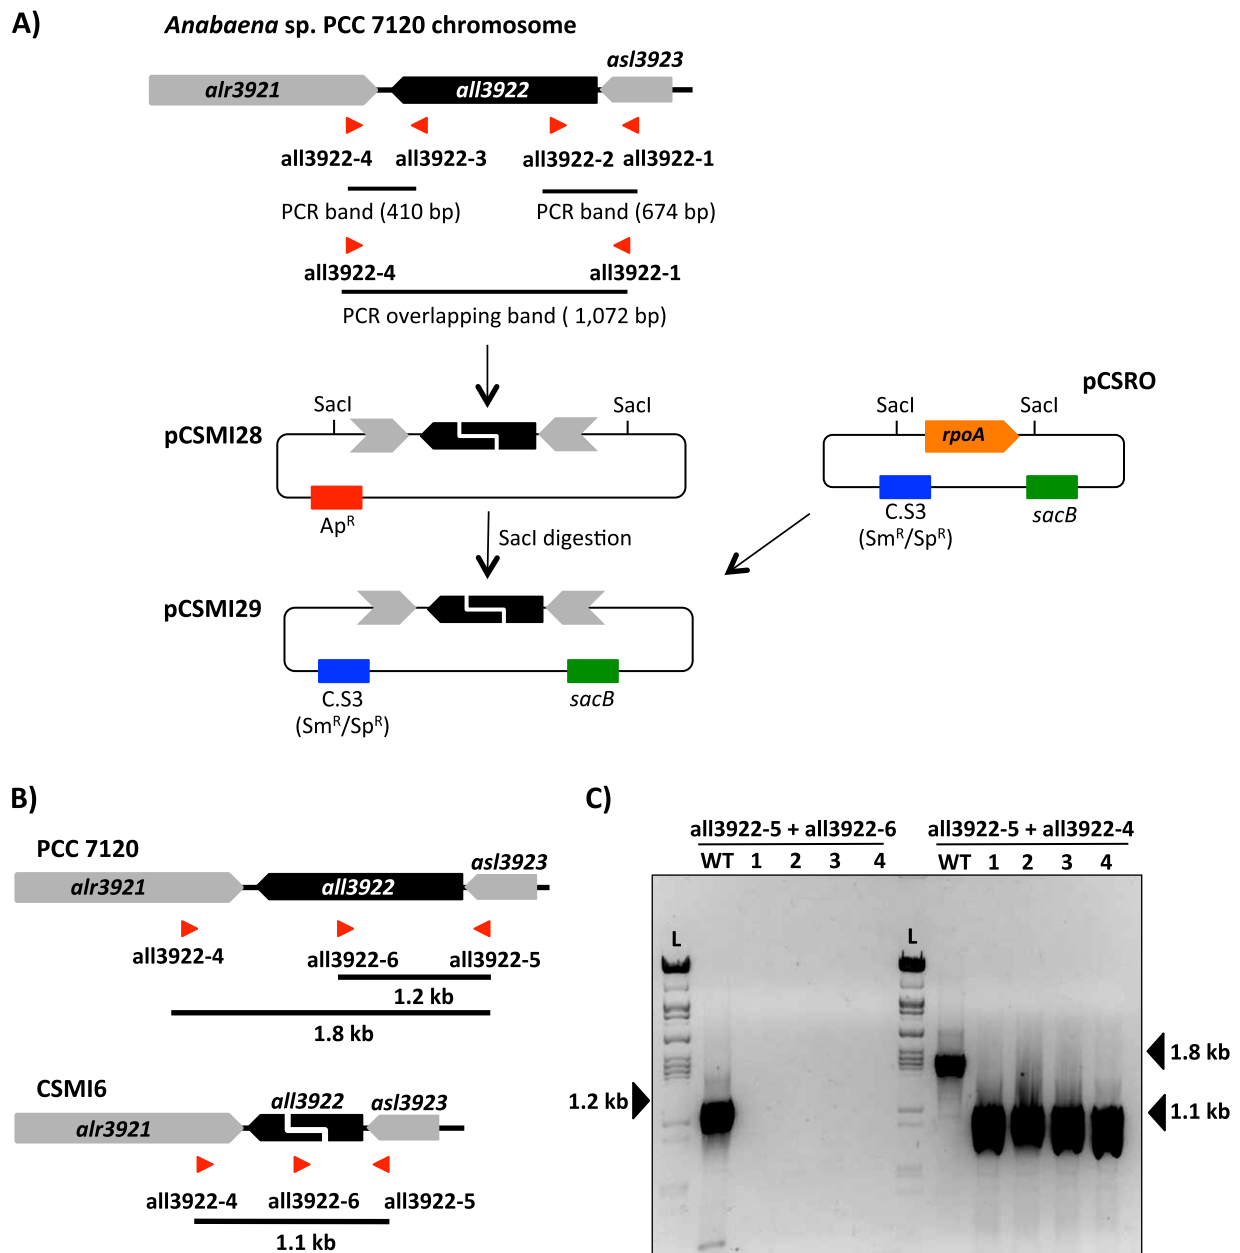 A) Anabaena sp. PCC 7120 chromosome
asl3923
alr3921 all3922
all3922-4 all3922-3 all3922-2 all3922-1
PCR band (410 bp) PCR band (674 bp)
all3922-4 all3922-1
PCR overlapping band ( 1,072 bp)
pCSRO
SacI SacI SacI SacI
pCSMI28 rpoA
ApR C.S3 sacB
(SmR/SpR)
SacI digestion
pCSMI29
C.S3 sacB
(SmR/SpR)
B)
PCC 7120
asl3923
alr3921 all3922
all3922-4 all3922-6 all3922-5
1.2 kb
1.8 kb
CSMI6
all3922 asl3923
alr3921
all3922-4 all3922-6 all3922-5
1.1 kb
C)
all3922-5 + all3922-6 all3922-5 + all3922-4
WT 1 2 3 4 WT 1 2 3 4
L L
1.8 kb
1.2 kb 1.1 kb